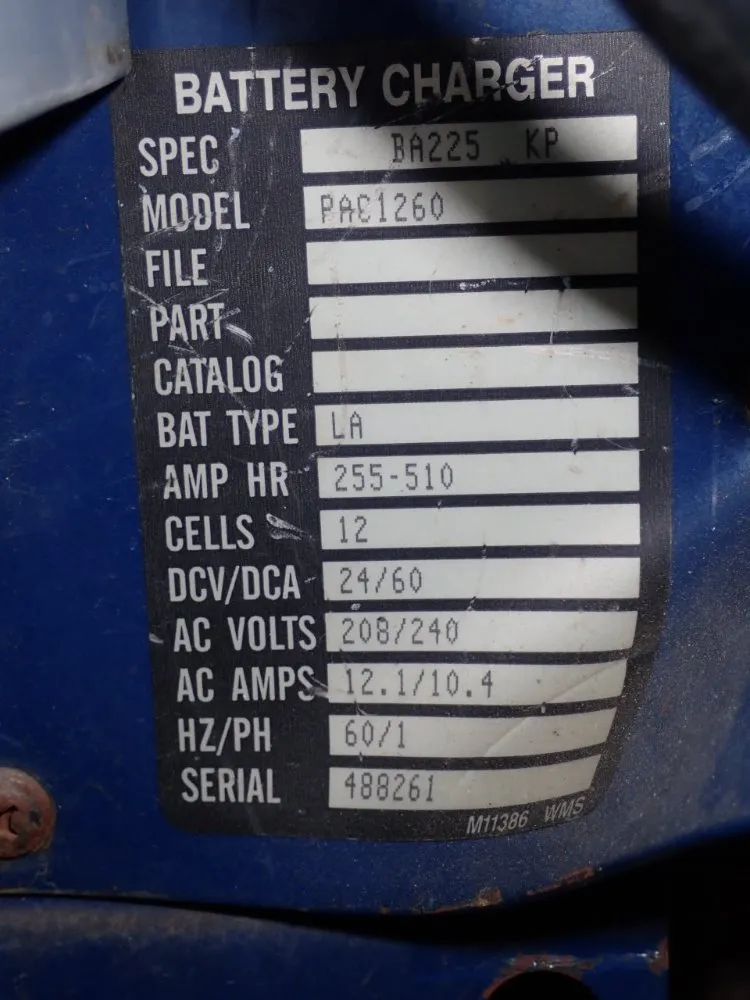 BATTERY CHARGER
SPEC BA225 KP
MODEL PAC1260
FILE
PART
CATALOG
BAT TYPE LA
AMP HR 255-510
CELLS 12
DCV/DCA 24/60
AC VOLTS 208/240
AC AMPS 12.1/10.4
HZ/PH 60/1
SERIAL 488261
M11386 WMS